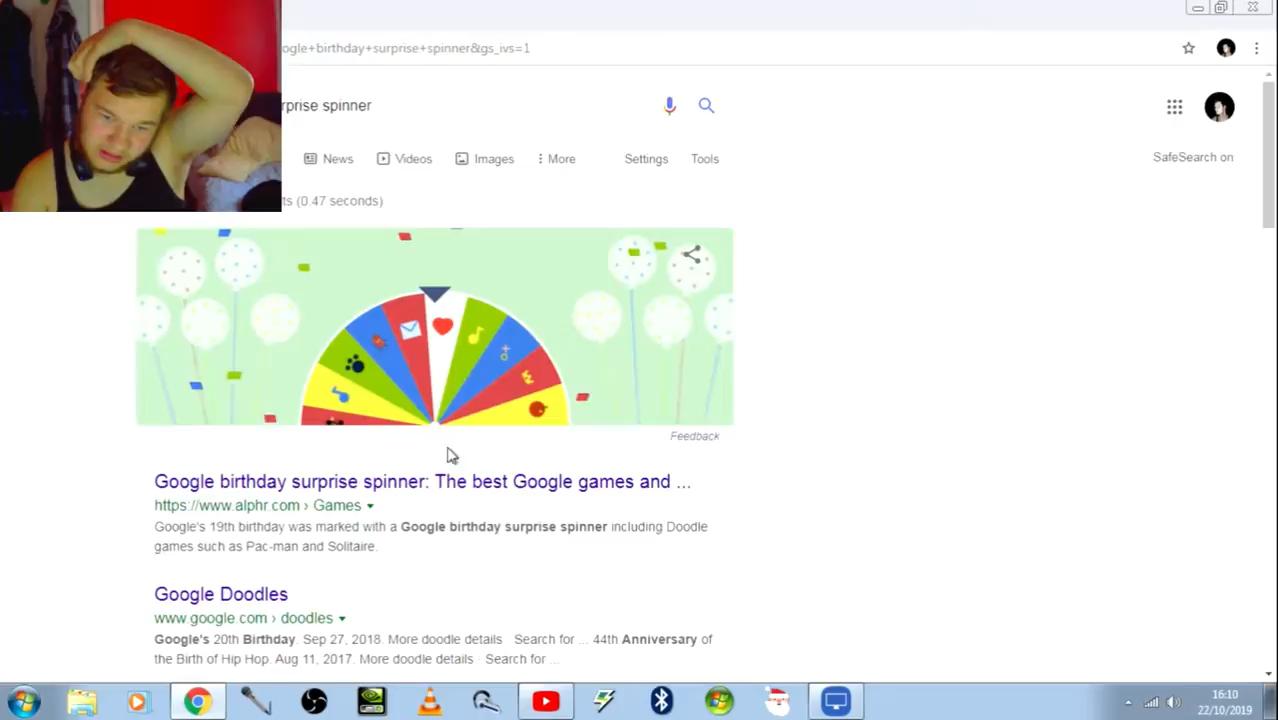 ogle+birthday+surprise+spinner&gs_ivs=1
rprise spinner
News
Videos
Images
More
Settings
Tools
SafeSearch on
ts (0.47 seconds)
Feedback
Google birthday surprise spinner: The best Google games and ...
https://www.alphr.com › Games
Google's 19th birthday was marked with a Google birthday surprise spinner including Doodle
games such as Pac-man and Solitaire.
Google Doodles
www.google.com › doodles
Google's 20th Birthday. Sep 27, 2018. More doodle details · Search for ... 44th Anniversary of
the Birth of Hip Hop. Aug 11, 2017. More doodle details · Search for ...
16:10
22/10/2019